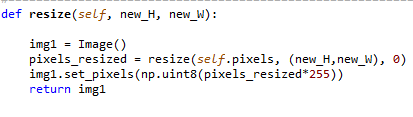 def resize(self, new_H, new_W):
    img1 = Image()
    pixels_resized = resize(self.pixels, (new_H,new_W), 0)
    img1.set_pixels(np.uint8(pixels_resized*255))
    return img1